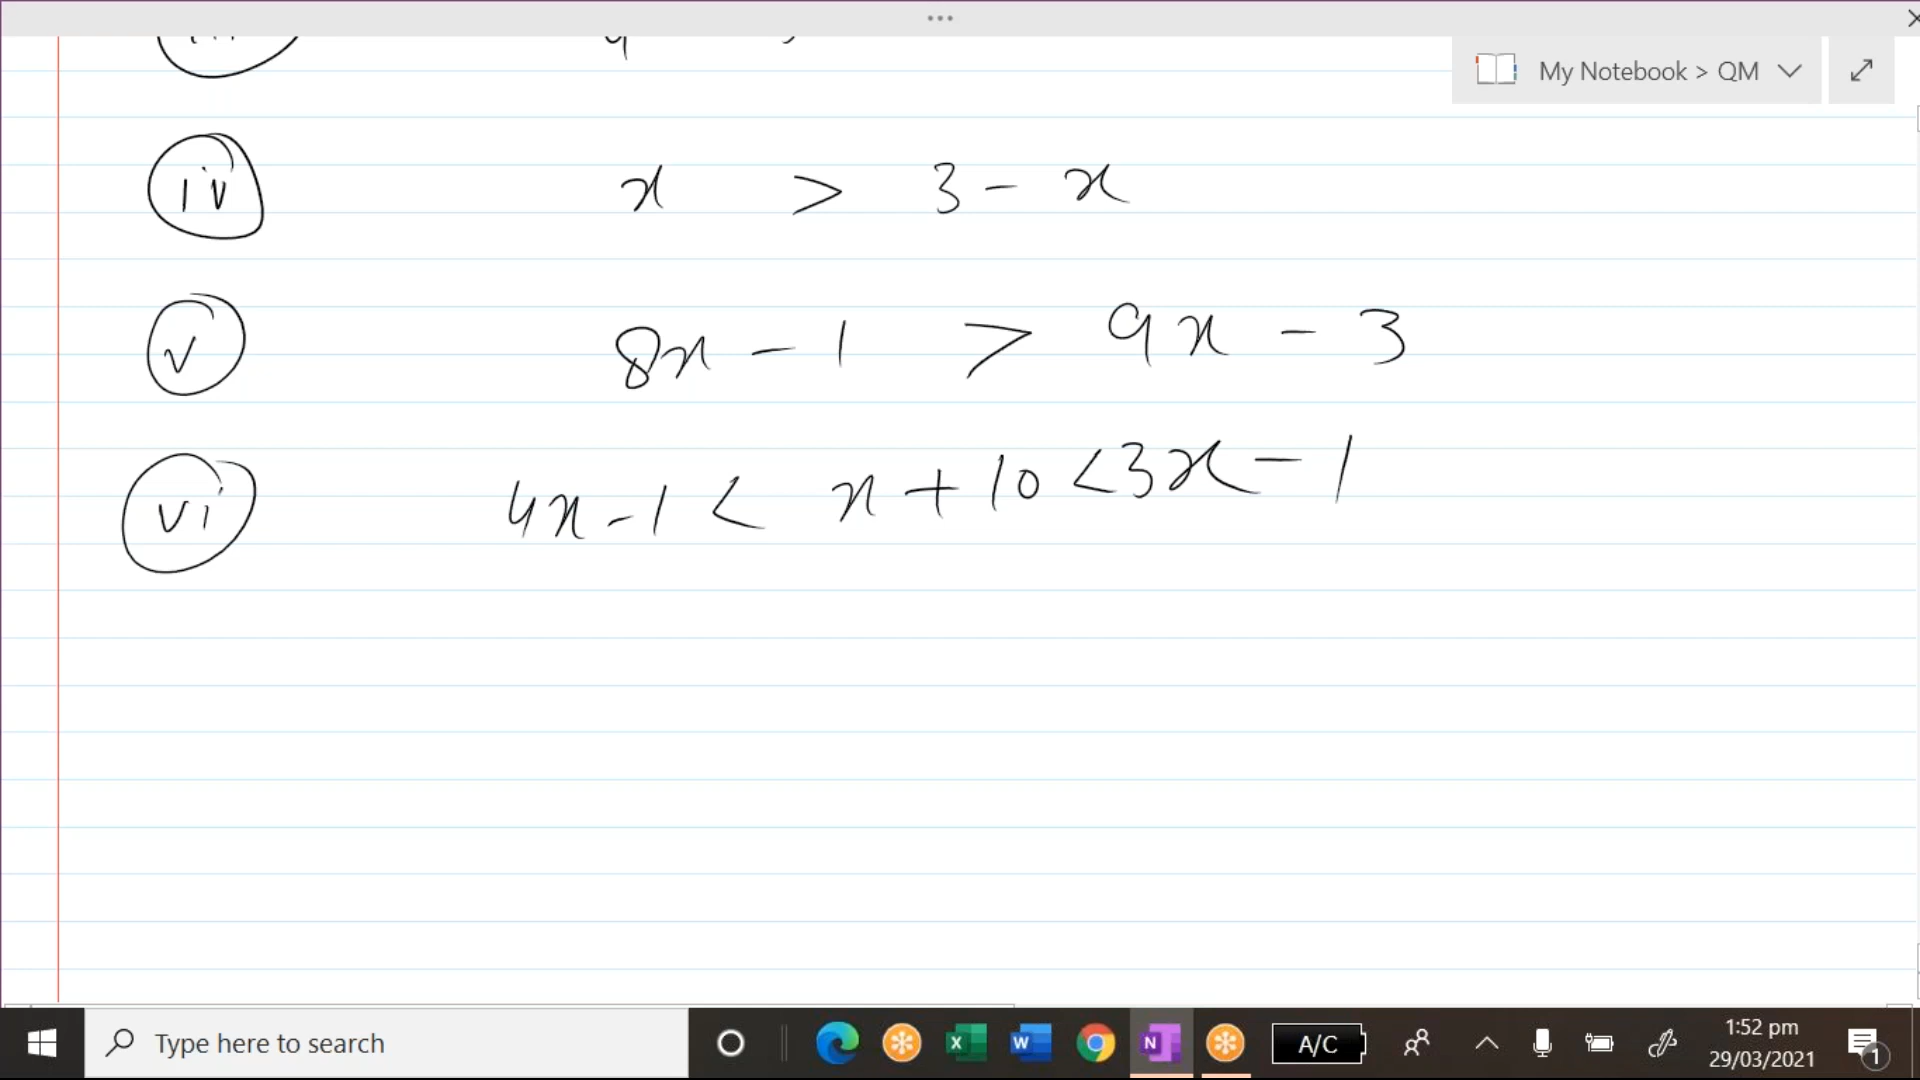 ...
My Notebook > QM
iv x > 3 - x
v 8x - 1 > 9x - 3
vi 4x - 1 < x + 10 < 3x - 1
Type here to search
A/C
1:52 pm
29/03/2021
1